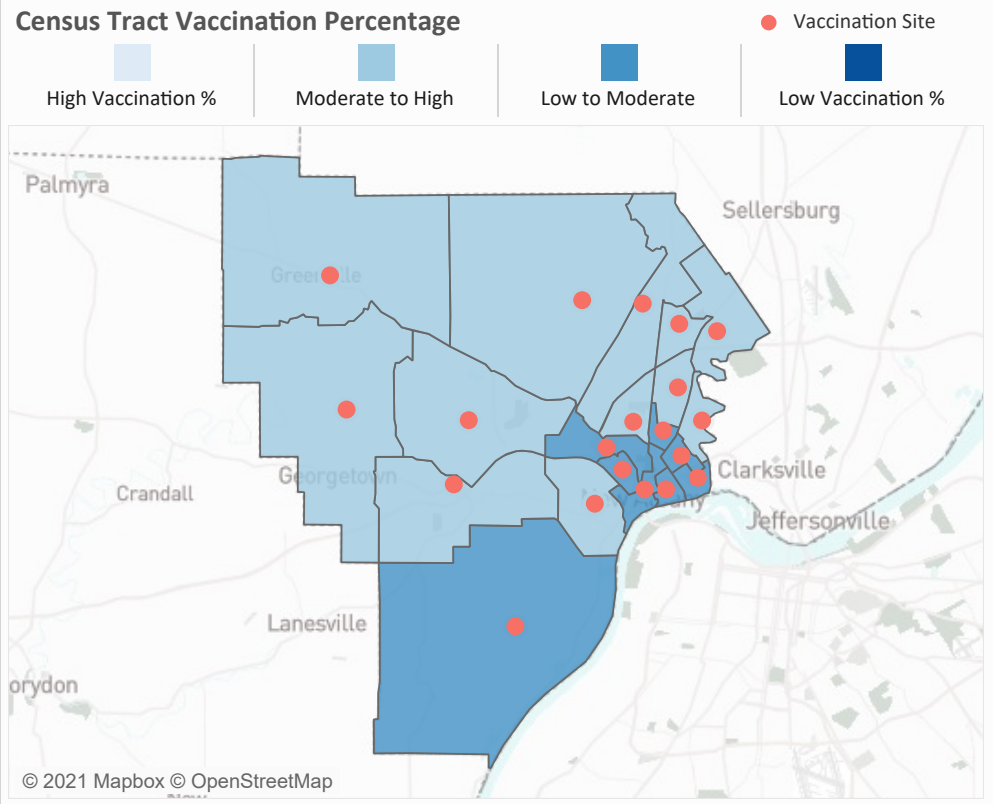 Census Tract Vaccination Percentage
Vaccination Site
High Vaccination %
Moderate to High
Low to Moderate
Low Vaccination %
Palmyra
Sellersburg
Georgetown
Clarksville
Crandall
Jeffersonville
Lanesville
orydon
© 2021 Mapbox © OpenStreetMap